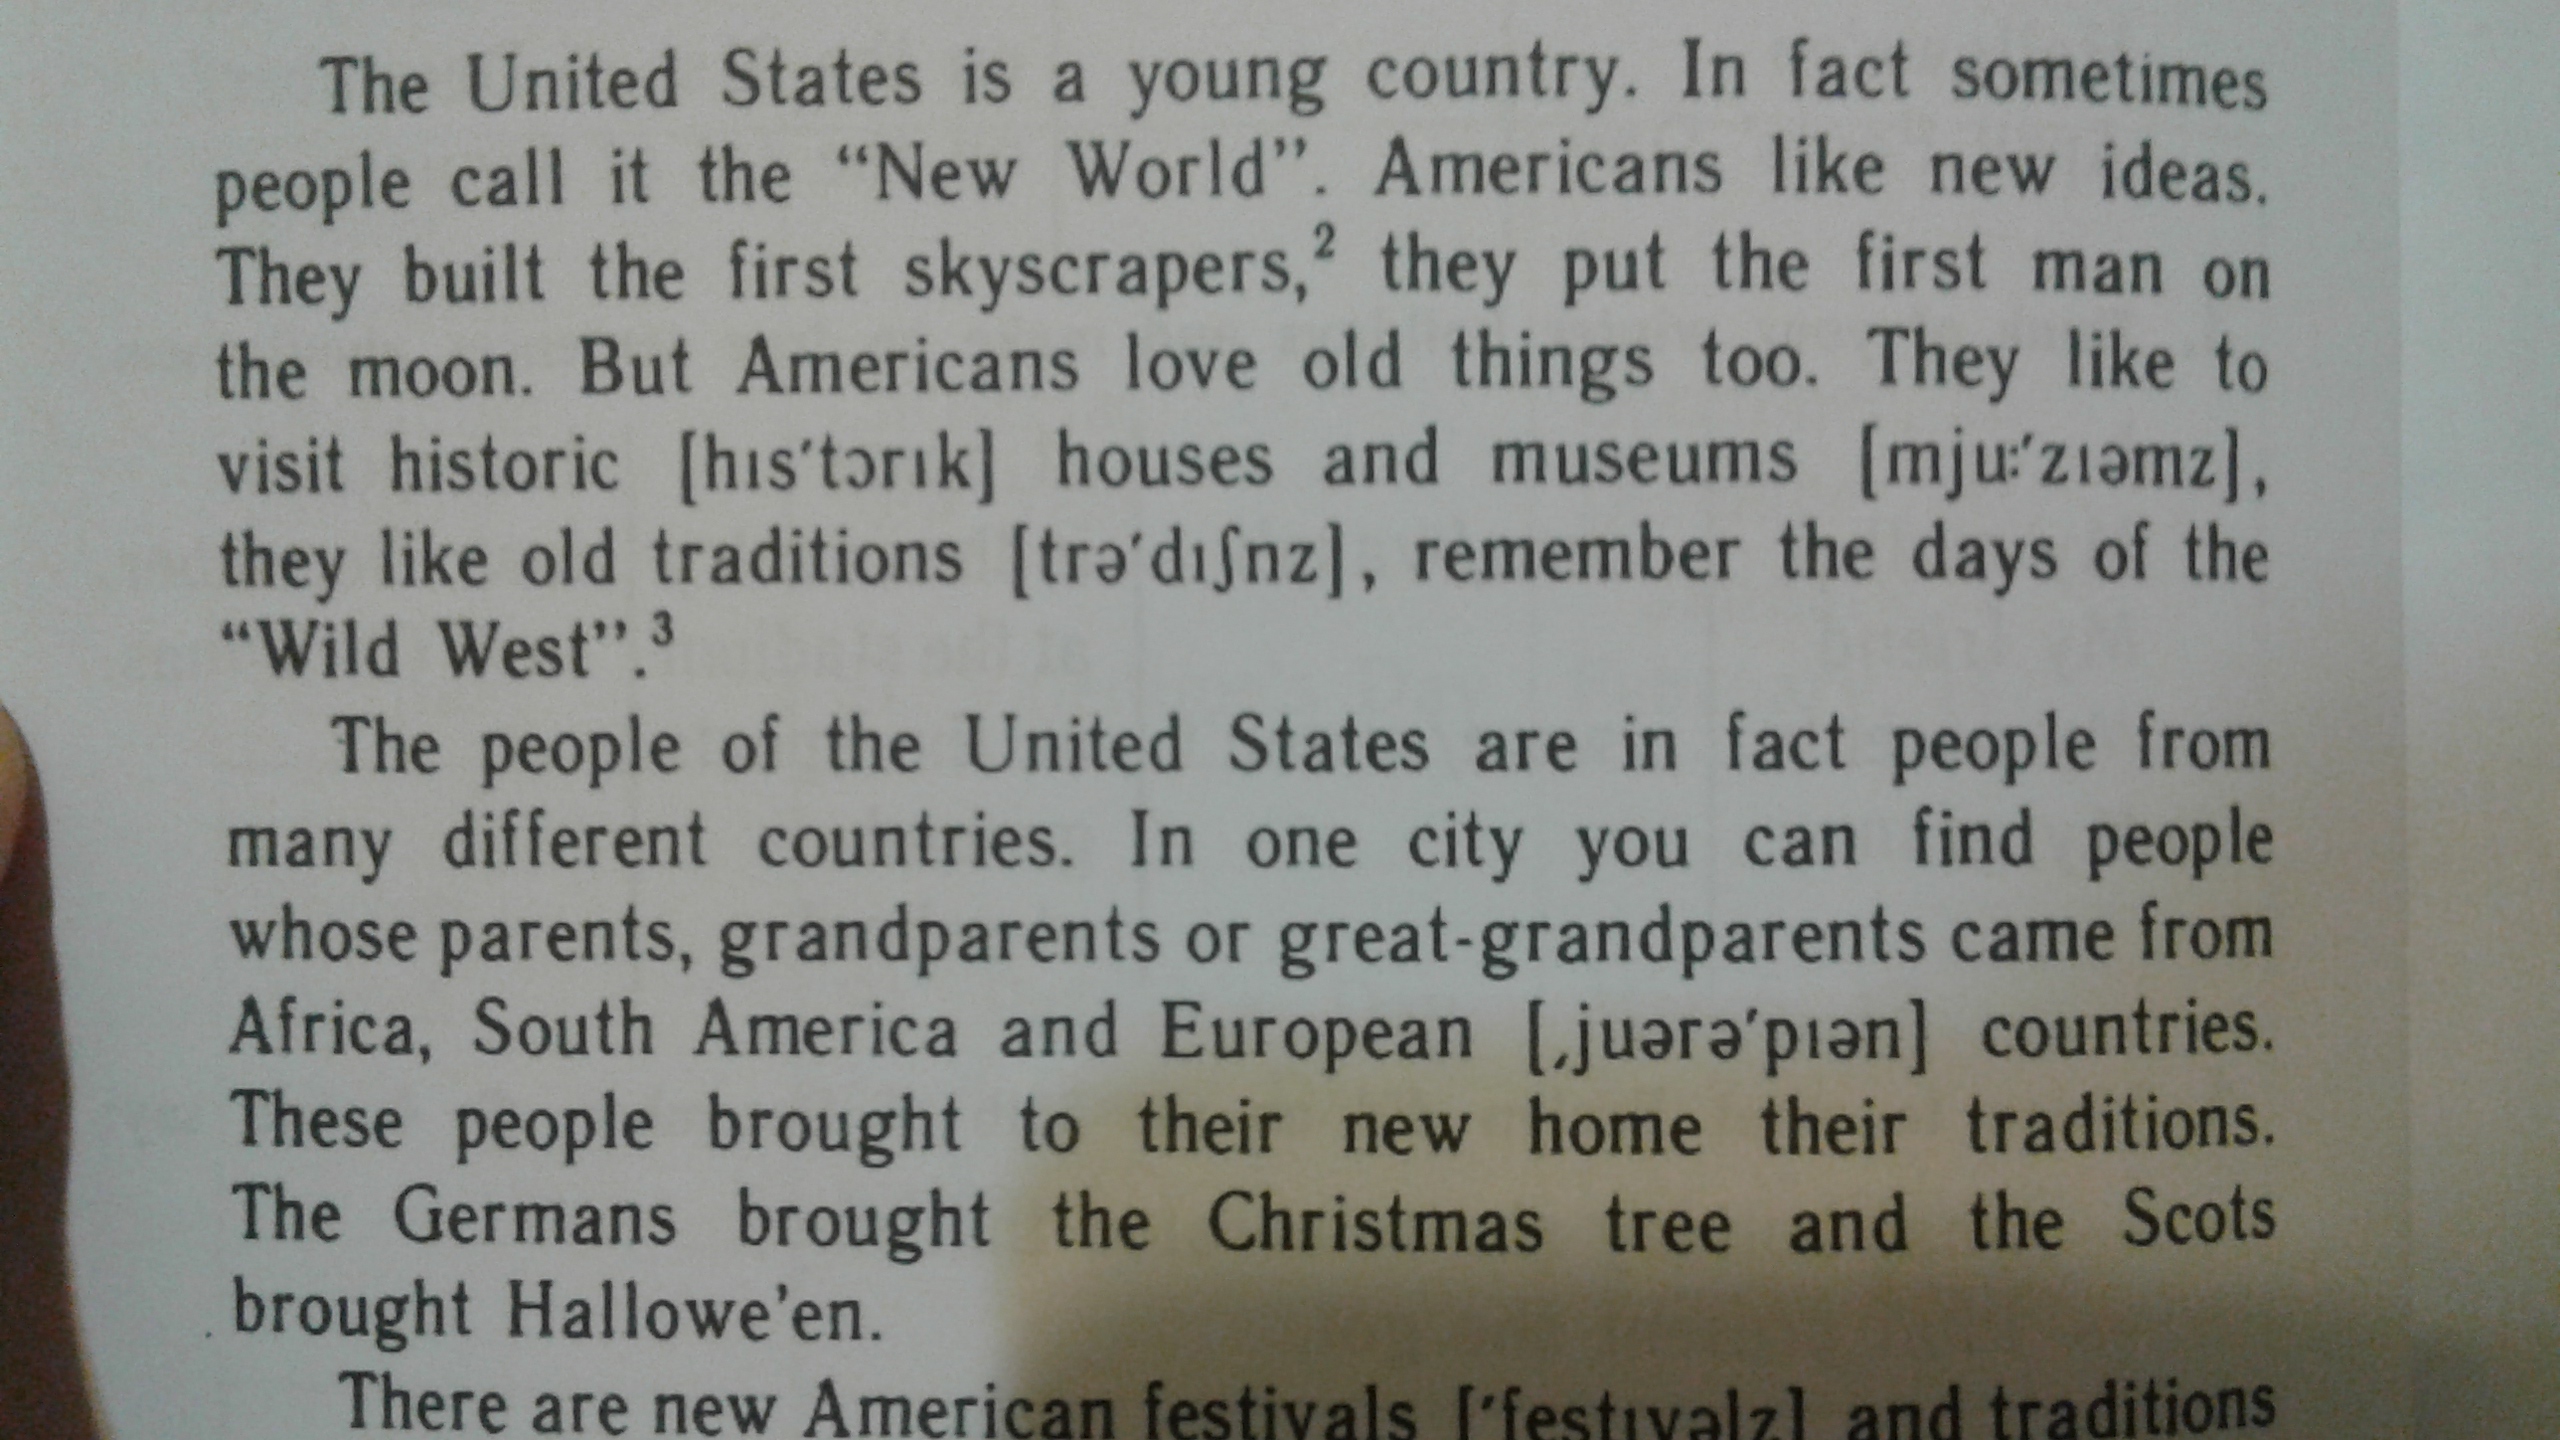 The United States is a young country. In fact sometimes
people call it the “New World”. Americans like new ideas.
They built the first skyscrapers,² they put the first man on
the moon. But Americans love old things too. They like to
visit historic [hıs′tɔrık] houses and museums [mju:′zıəmz],
they like old traditions [trə′dıʃnz], remember the days of the
“Wild West”.³
The people of the United States are in fact people from
many different countries. In one city you can find people
whose parents, grandparents or great-grandparents came from
Africa, South America and European [ˌjuərə′pıən] countries.
These people brought to their new home their traditions.
The Germans brought the Christmas tree and the Scots
brought Hallowe’en.
There are new American festivals [′festıvəlz] and traditions